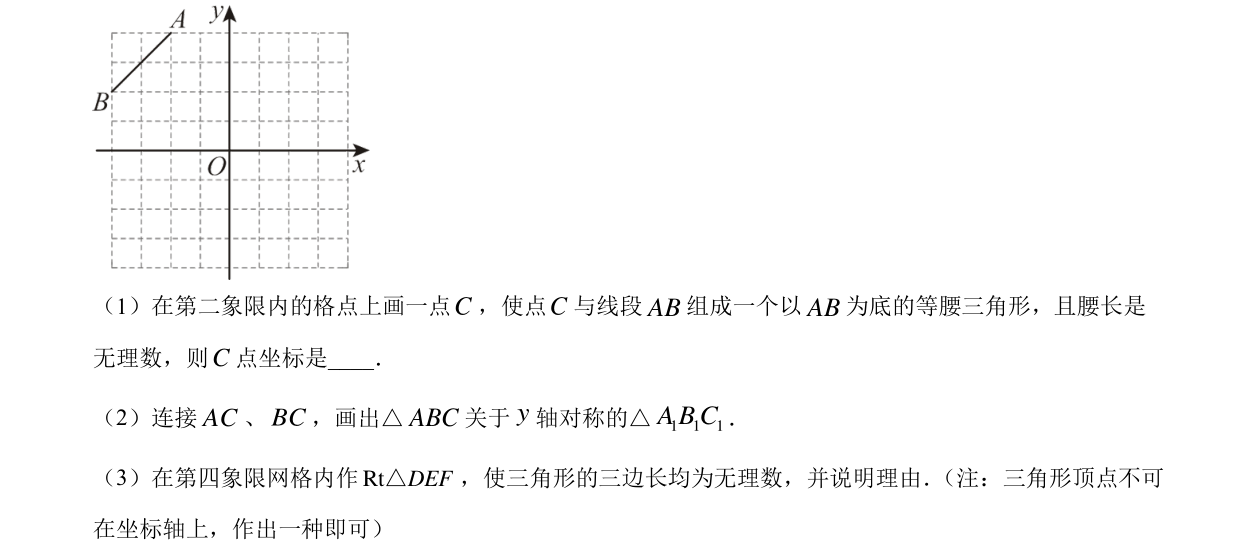 A y
B
O x
（1）在第二象限内的格点上画一点C，使点C与线段AB组成一个以AB为底的等腰三角形，且腰长是
无理数，则C点坐标是____．
（2）连接AC、BC，画出△ABC关于y轴对称的△A₁B₁C₁．
（3）在第四象限网格内作Rt△DEF，使三角形的三边长均为无理数，并说明理由.（注：三角形顶点不可
在坐标轴上，作出一种即可）